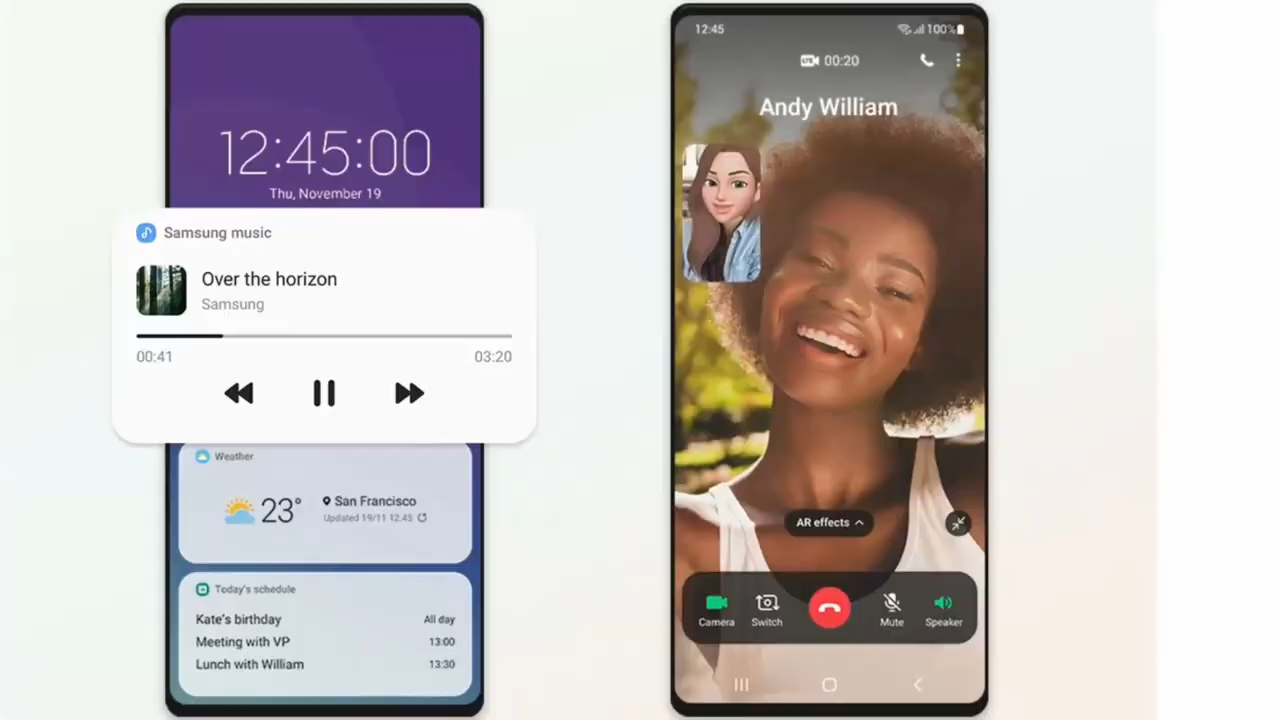 12:45:00
Thu, November 19
Samsung music
Over the horizon
Samsung
00:41 03:20
Weather
23°
San Francisco
Updated 19/11 12:45
Today's schedule
Kate's birthday All day
Meeting with VP 13:00
Lunch with William 13:30
12:45 100%
LTE 00:20
Andy William
AR effects
Camera Switch Mute Speaker